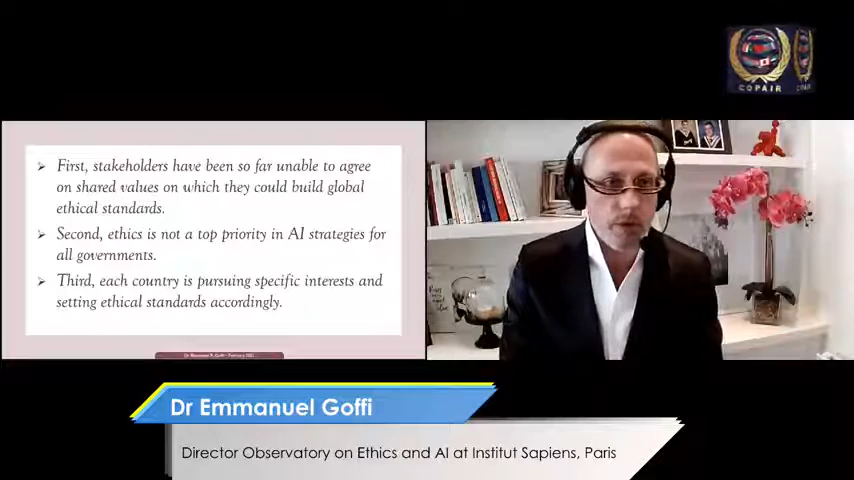 COPAIR
First, stakeholders have been so far unable to agree
on shared values on which they could build global
ethical standards.
Second, ethics is not a top priority in AI strategies for
all governments.
Third, each country is pursuing specific interests and
setting ethical standards accordingly.
Dr Emmanuel Goffi
Director Observatory on Ethics and AI at Institut Sapiens, Paris